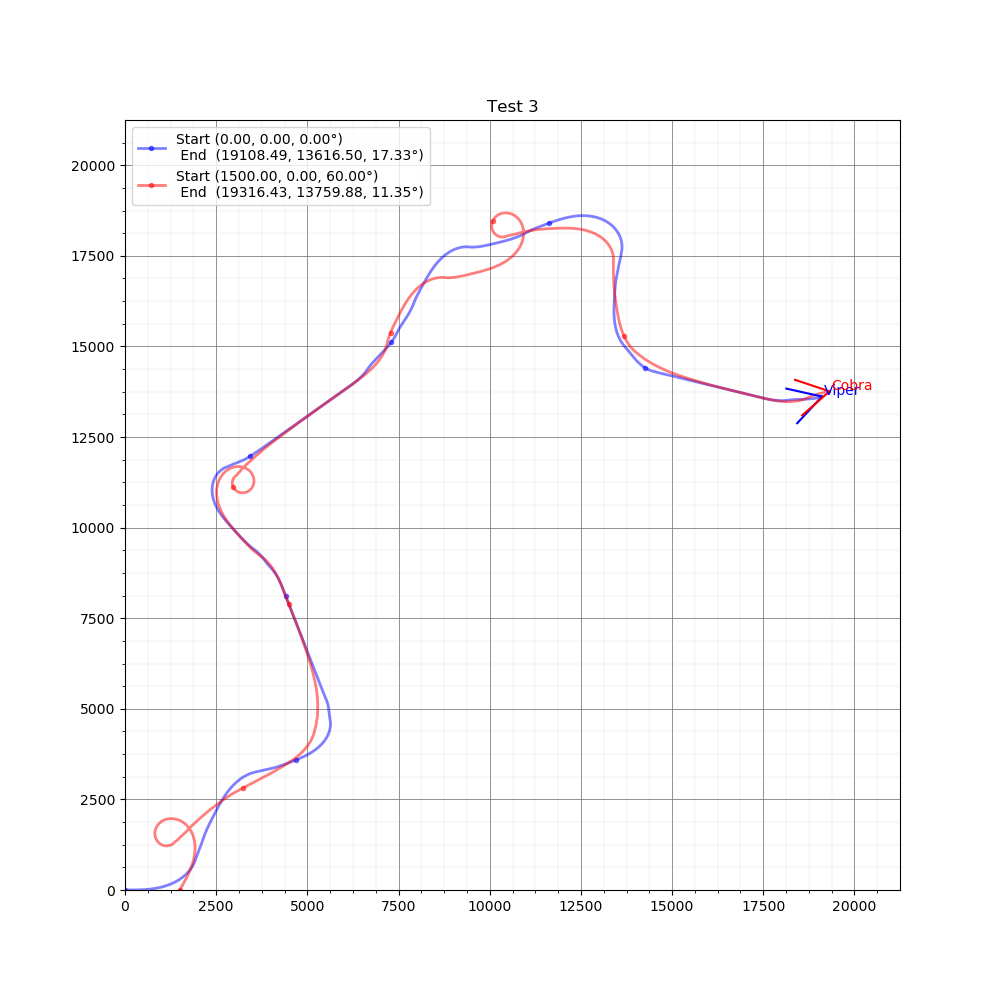 Test 3
Start (0.00, 0.00, 0.00°)
End (19108.49, 13616.50, 17.33°)
Start (1500.00, 0.00, 60.00°)
End (19316.43, 13759.88, 11.35°)
20000
17500
15000
12500
10000
7500
5000
2500
0
Cobra
Viper
0 2500 5000 7500 10000 12500 15000 17500 20000